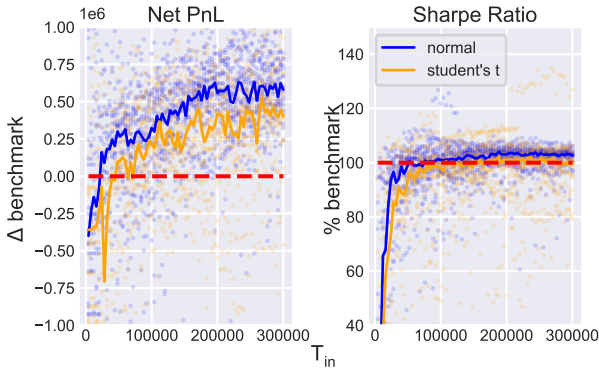 Net PnL
Sharpe Ratio
1e6
1.00
0.75
0.50
0.25
0.00
−0.25
−0.50
−0.75
−1.00
Δ benchmark
0
100000
200000
300000
normal
student's t
140
120
100
80
60
40
% benchmark
0
100000
200000
300000
T_in